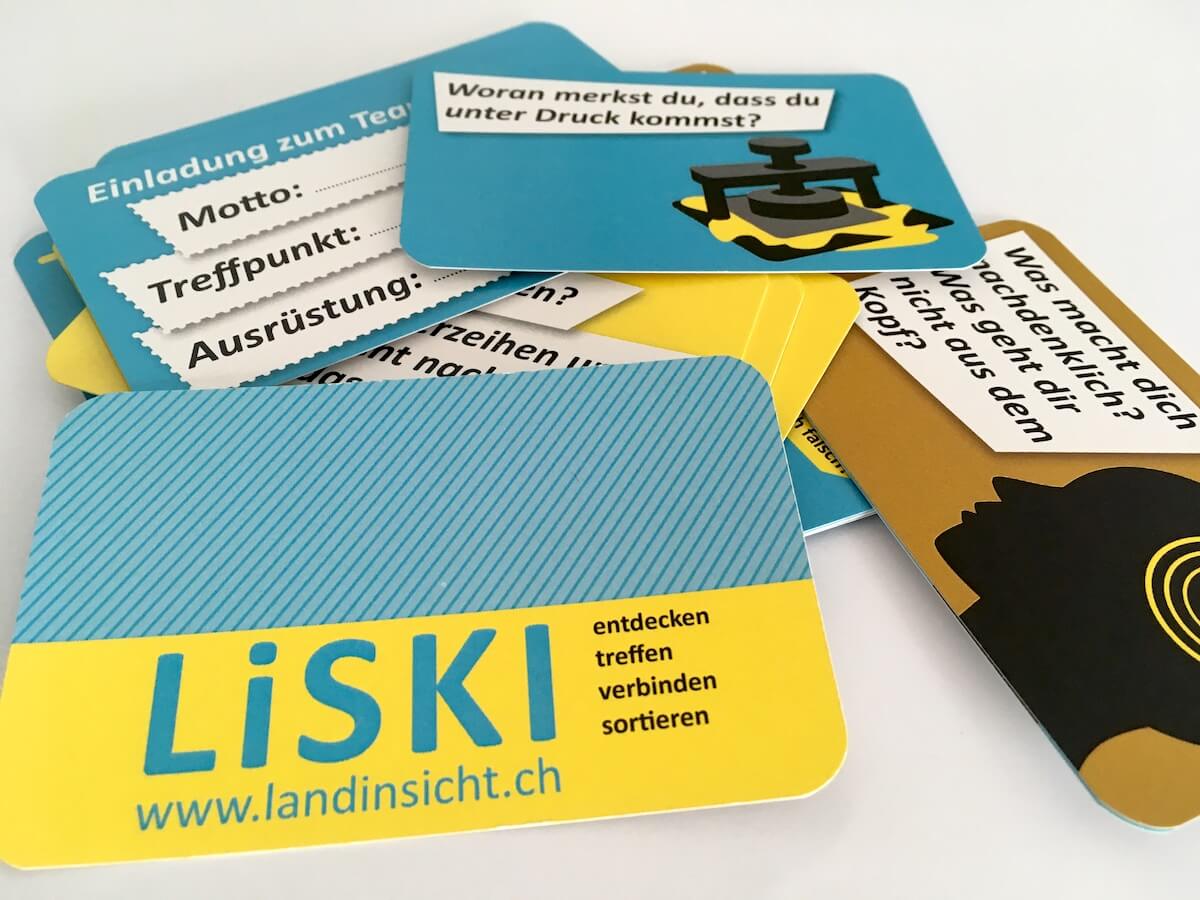 Woran merkst du, dass du
unter Druck kommst?
Einladung zum
Motto:
Treffpunkt:
Ausrüstung:
Was macht dich
nachdenklich?
Was geht dir
nicht aus dem
Kopf?
LiSKI
www.landinsicht.ch
entdecken
treffen
verbinden
sortieren